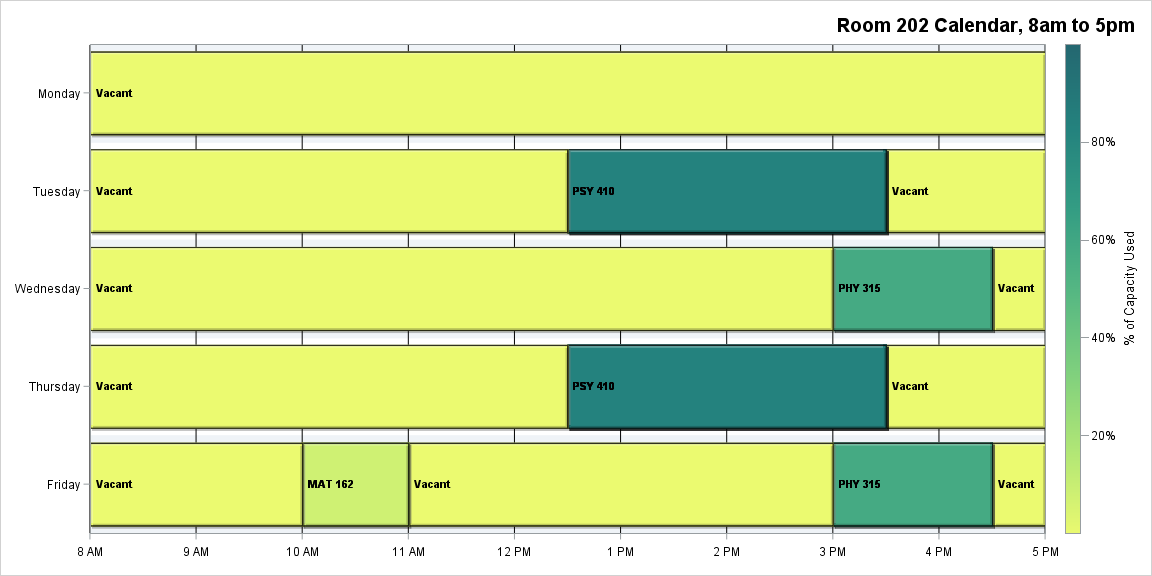 Room 202 Calendar, 8am to 5pm
Monday
Vacant
Tuesday
Vacant
PSY 410
Vacant
Wednesday
Vacant
PHY 315
Vacant
Thursday
Vacant
PSY 410
Vacant
Friday
Vacant
MAT 162
Vacant
PHY 315
Vacant
8 AM
9 AM
10 AM
11 AM
12 PM
1 PM
2 PM
3 PM
4 PM
5 PM
80%
60%
40%
20%
% of Capacity Used